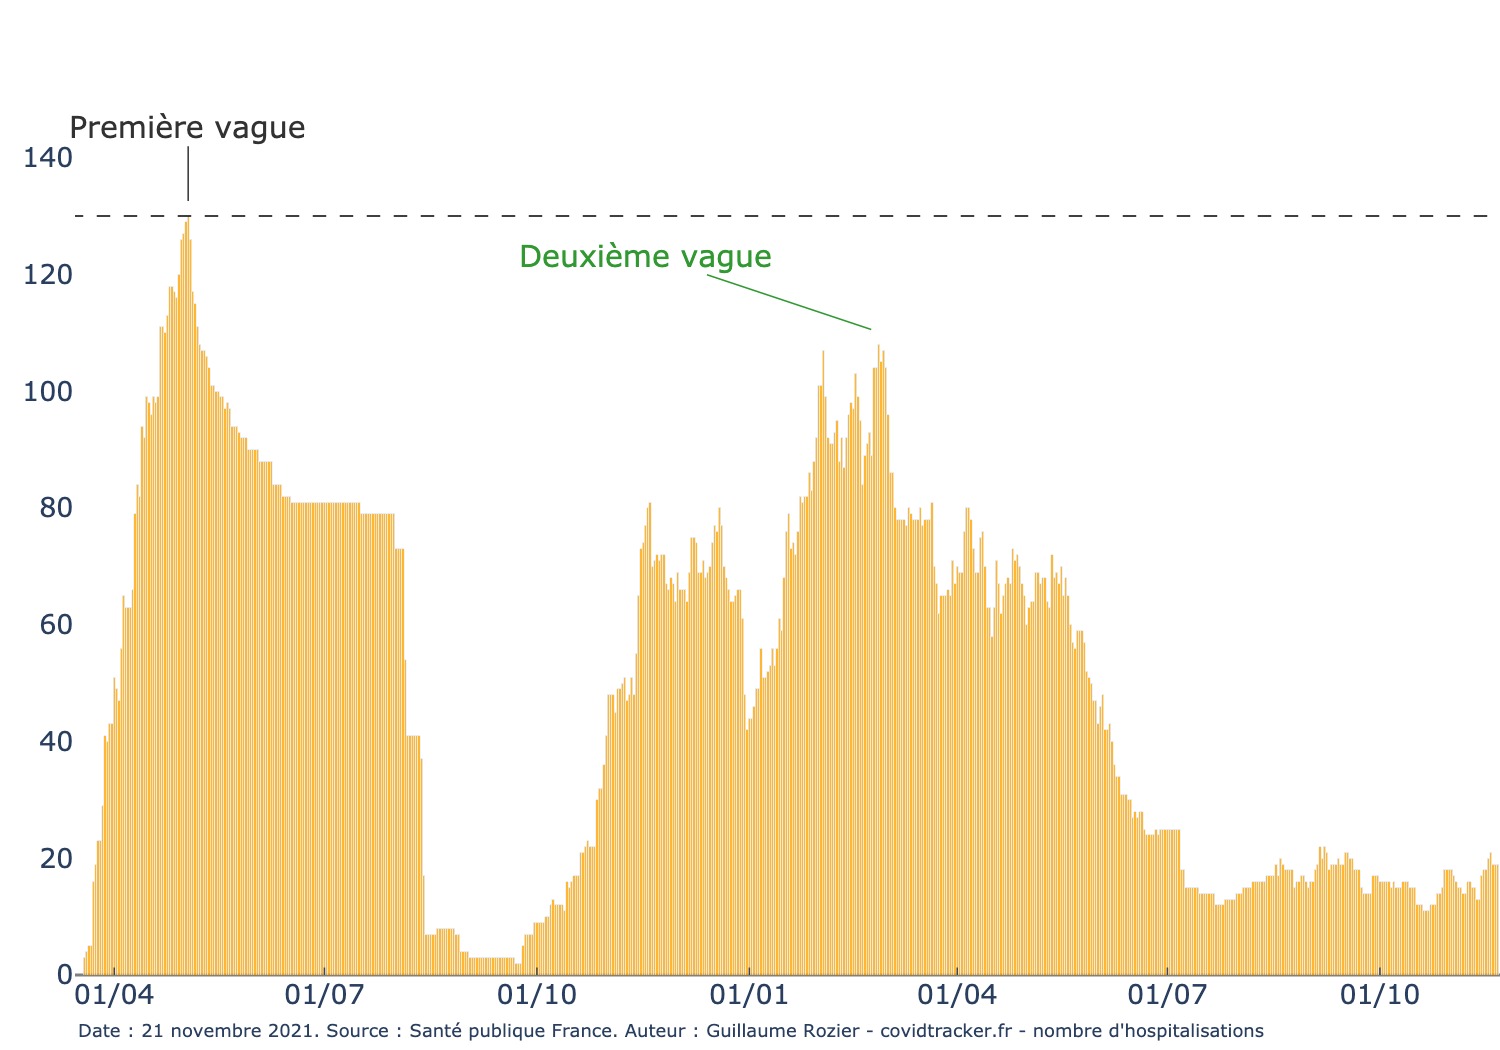 Première vague
140
Deuxième vague
120
100
80
60
40
20
0
01/04 01/07 01/10 01/01 01/04 01/07 01/10
Date : 21 novembre 2021. Source : Santé publique France. Auteur : Guillaume Rozier - covidtracker.fr - nombre d'hospitalisations